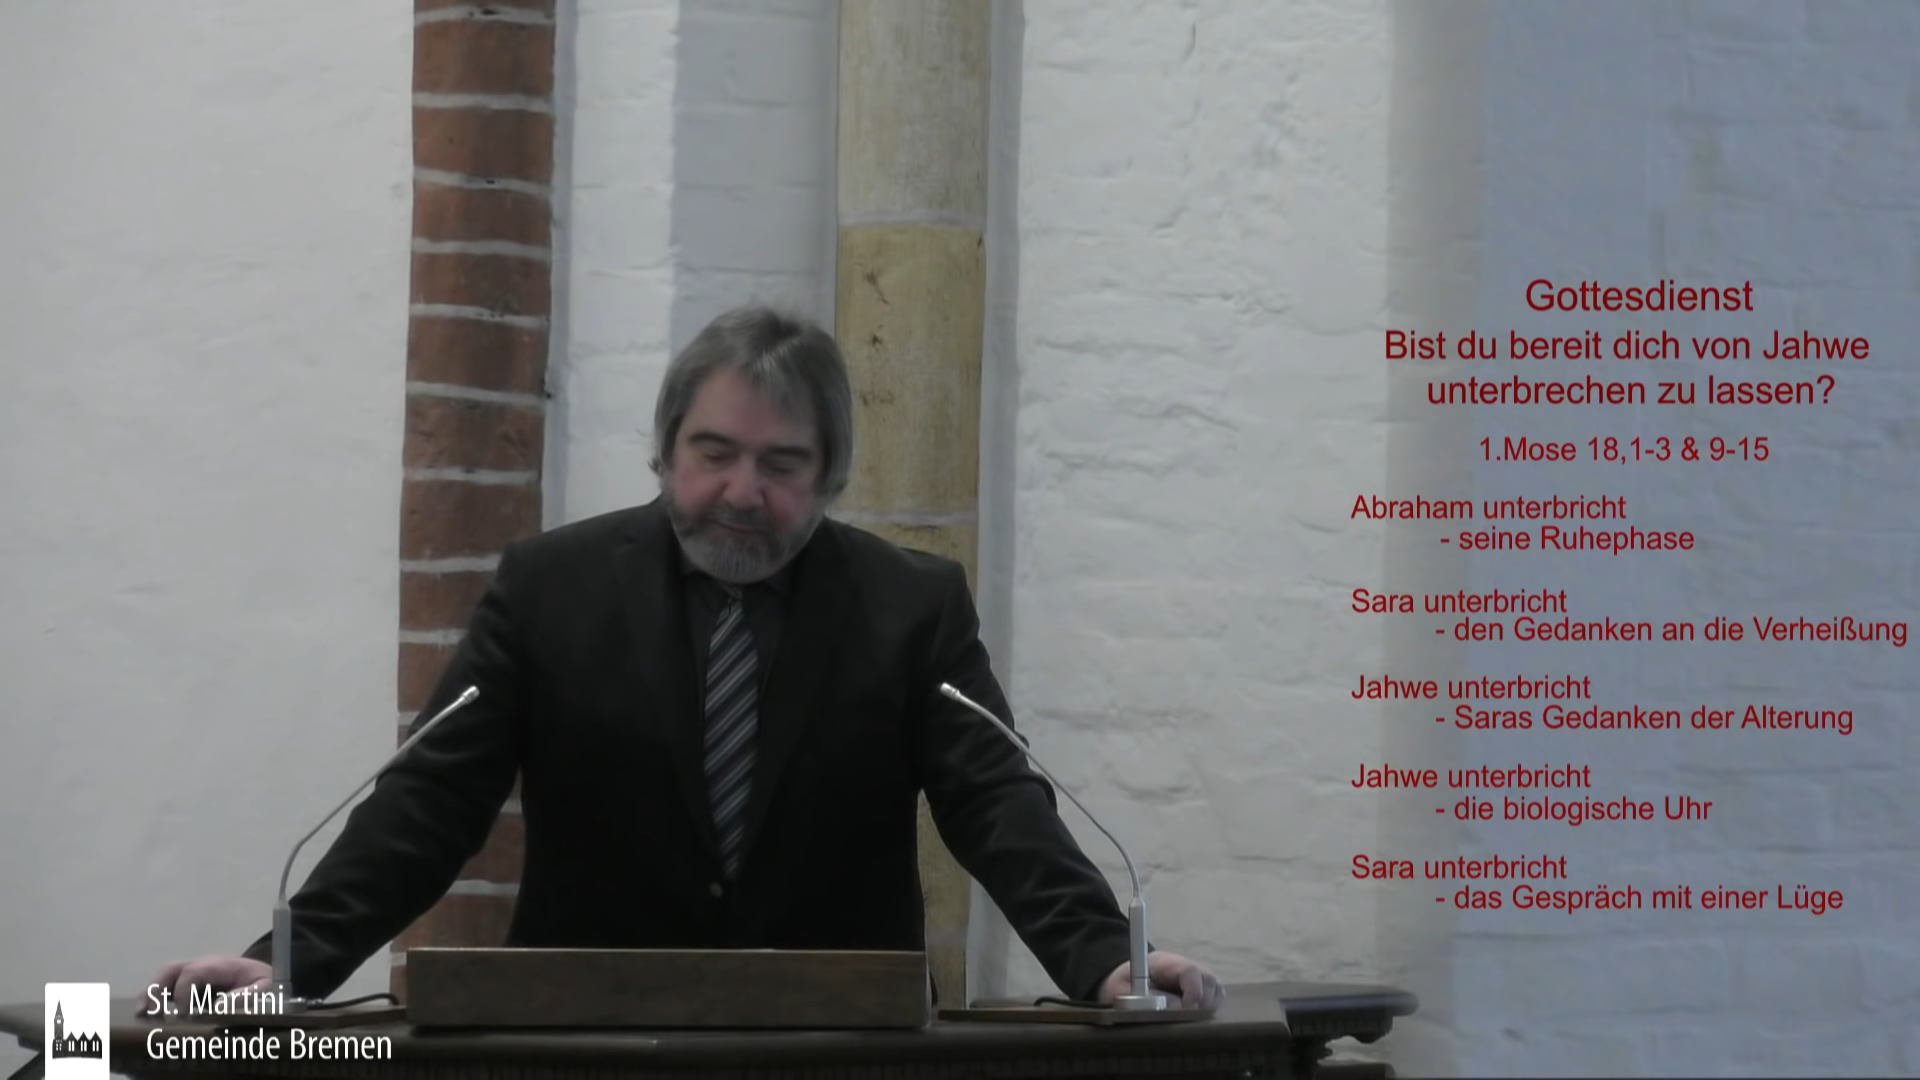 Gottesdienst
Bist du bereit dich von Jahwe
unterbrechen zu lassen?
1.Mose 18,1-3 & 9-15
Abraham unterbricht
- seine Ruhephase
Sara unterbricht
- den Gedanken an die Verheißung
Jahwe unterbricht
- Saras Gedanken der Alterung
Jahwe unterbricht
- die biologische Uhr
Sara unterbricht
- das Gespräch mit einer Lüge
St. Martini
Gemeinde Bremen